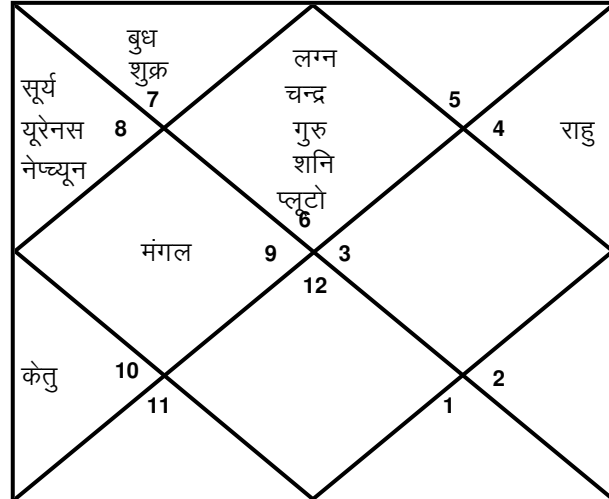 बुध
शुक्र
7
लग्न
चन्द्र
गुरु
शनि
प्लूटो
6
5
4
राहु
सूर्य
यूरेनस
नेप्च्यून
8
मंगल
9
3
12
केतु
10
11
2
1